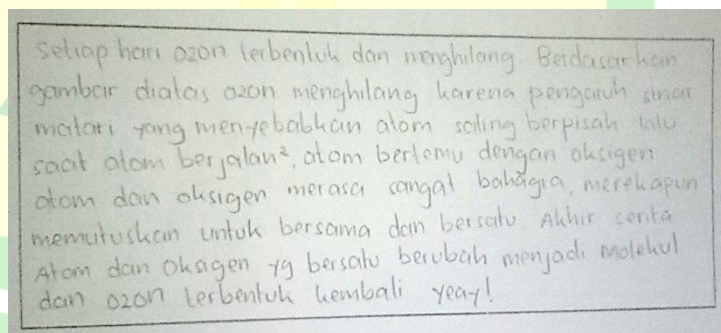 Setiap hari ozon terbentuk dan menghilang. Berdasarkan
gambar diatas ozon menghilang karena pengaruh sinar
matari yang menyebabkan atom saling berpisah lalu
saat atom berjalan², atom bertemu dengan oksigen
atom dan oksigen merasa sangat bahagia, merekapun
memutuskan untuk bersama dan bersatu. Akhir cerita
Atom dan Oksigen yg bersatu berubah menjadi molekul
dan ozon terbentuk kembali yeay!